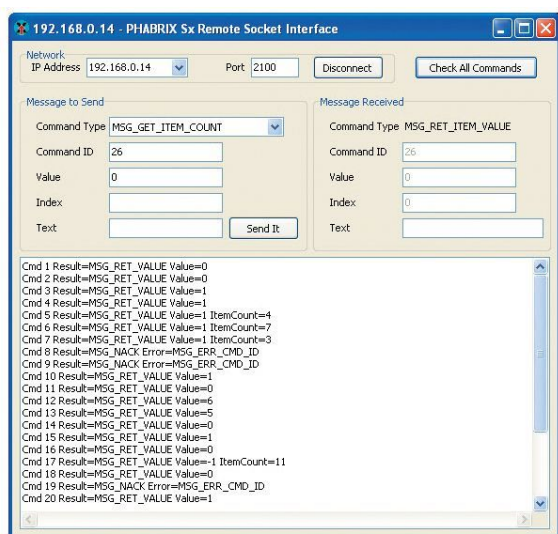 192.168.0.14 - PHABRIX Sx Remote Socket Interface
Network
IP Address 192.168.0.14 Port 2100 Disconnect Check All Commands
Message to Send
Command Type MSG_GET_ITEM_COUNT
Command ID 26
Value 0
Index
Text Send It
Message Received
Command Type MSG_RET_ITEM_VALUE
Command ID 26
Value 0
Index 0
Text
Cmd 1 Result=MSG_RET_VALUE Value=0
Cmd 2 Result=MSG_RET_VALUE Value=0
Cmd 3 Result=MSG_RET_VALUE Value=1
Cmd 4 Result=MSG_RET_VALUE Value=1
Cmd 5 Result=MSG_RET_VALUE Value=1 ItemCount=4
Cmd 6 Result=MSG_RET_VALUE Value=1 ItemCount=7
Cmd 7 Result=MSG_RET_VALUE Value=1 ItemCount=3
Cmd 8 Result=MSG_NACK Error=MSG_ERR_CMD_ID
Cmd 9 Result=MSG_NACK Error=MSG_ERR_CMD_ID
Cmd 10 Result=MSG_RET_VALUE Value=1
Cmd 11 Result=MSG_RET_VALUE Value=0
Cmd 12 Result=MSG_RET_VALUE Value=6
Cmd 13 Result=MSG_RET_VALUE Value=5
Cmd 14 Result=MSG_RET_VALUE Value=0
Cmd 15 Result=MSG_RET_VALUE Value=1
Cmd 16 Result=MSG_RET_VALUE Value=0
Cmd 17 Result=MSG_RET_VALUE Value=-1 ItemCount=11
Cmd 18 Result=MSG_RET_VALUE Value=0
Cmd 19 Result=MSG_NACK Error=MSG_ERR_CMD_ID
Cmd 20 Result=MSG_RET_VALUE Value=1